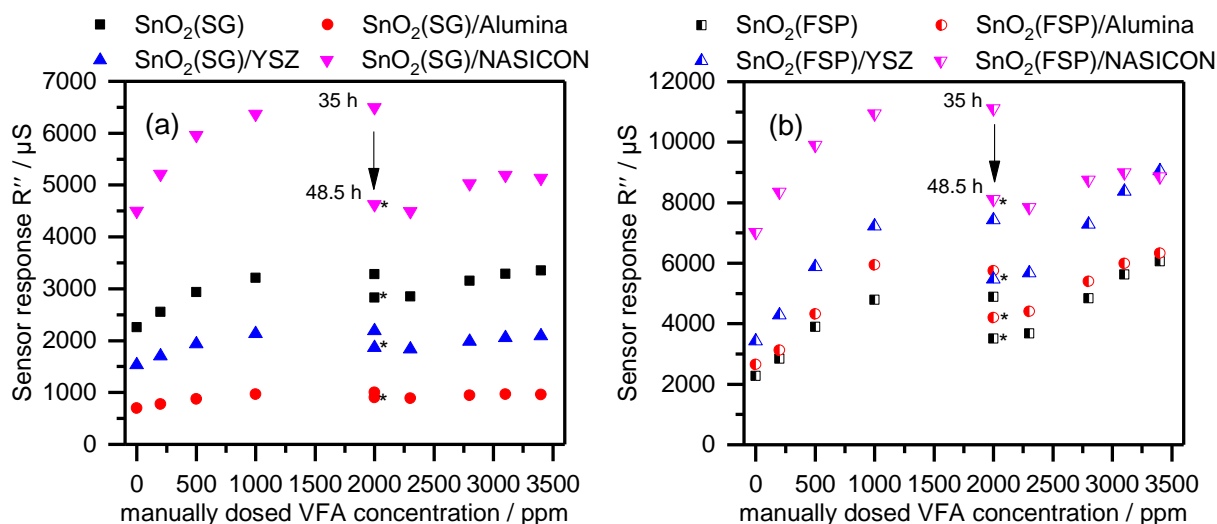 SnO2(SG) SnO2(SG)/Alumina
SnO2(SG)/YSZ SnO2(SG)/NASICON
7000
6000
5000
4000
3000
2000
1000
0
Sensor response R′′ / µS
(a)
35 h
48.5 h
*
*
*
*
0 500 1000 1500 2000 2500 3000 3500
manually dosed VFA concentration / ppm
SnO2(FSP) SnO2(FSP)/Alumina
SnO2(FSP)/YSZ SnO2(FSP)/NASICON
12000
10000
8000
6000
4000
2000
0
Sensor response R′′ / µS
(b)
35 h
48.5 h
*
*
*
*
0 500 1000 1500 2000 2500 3000 3500
manually dosed VFA concentration / ppm